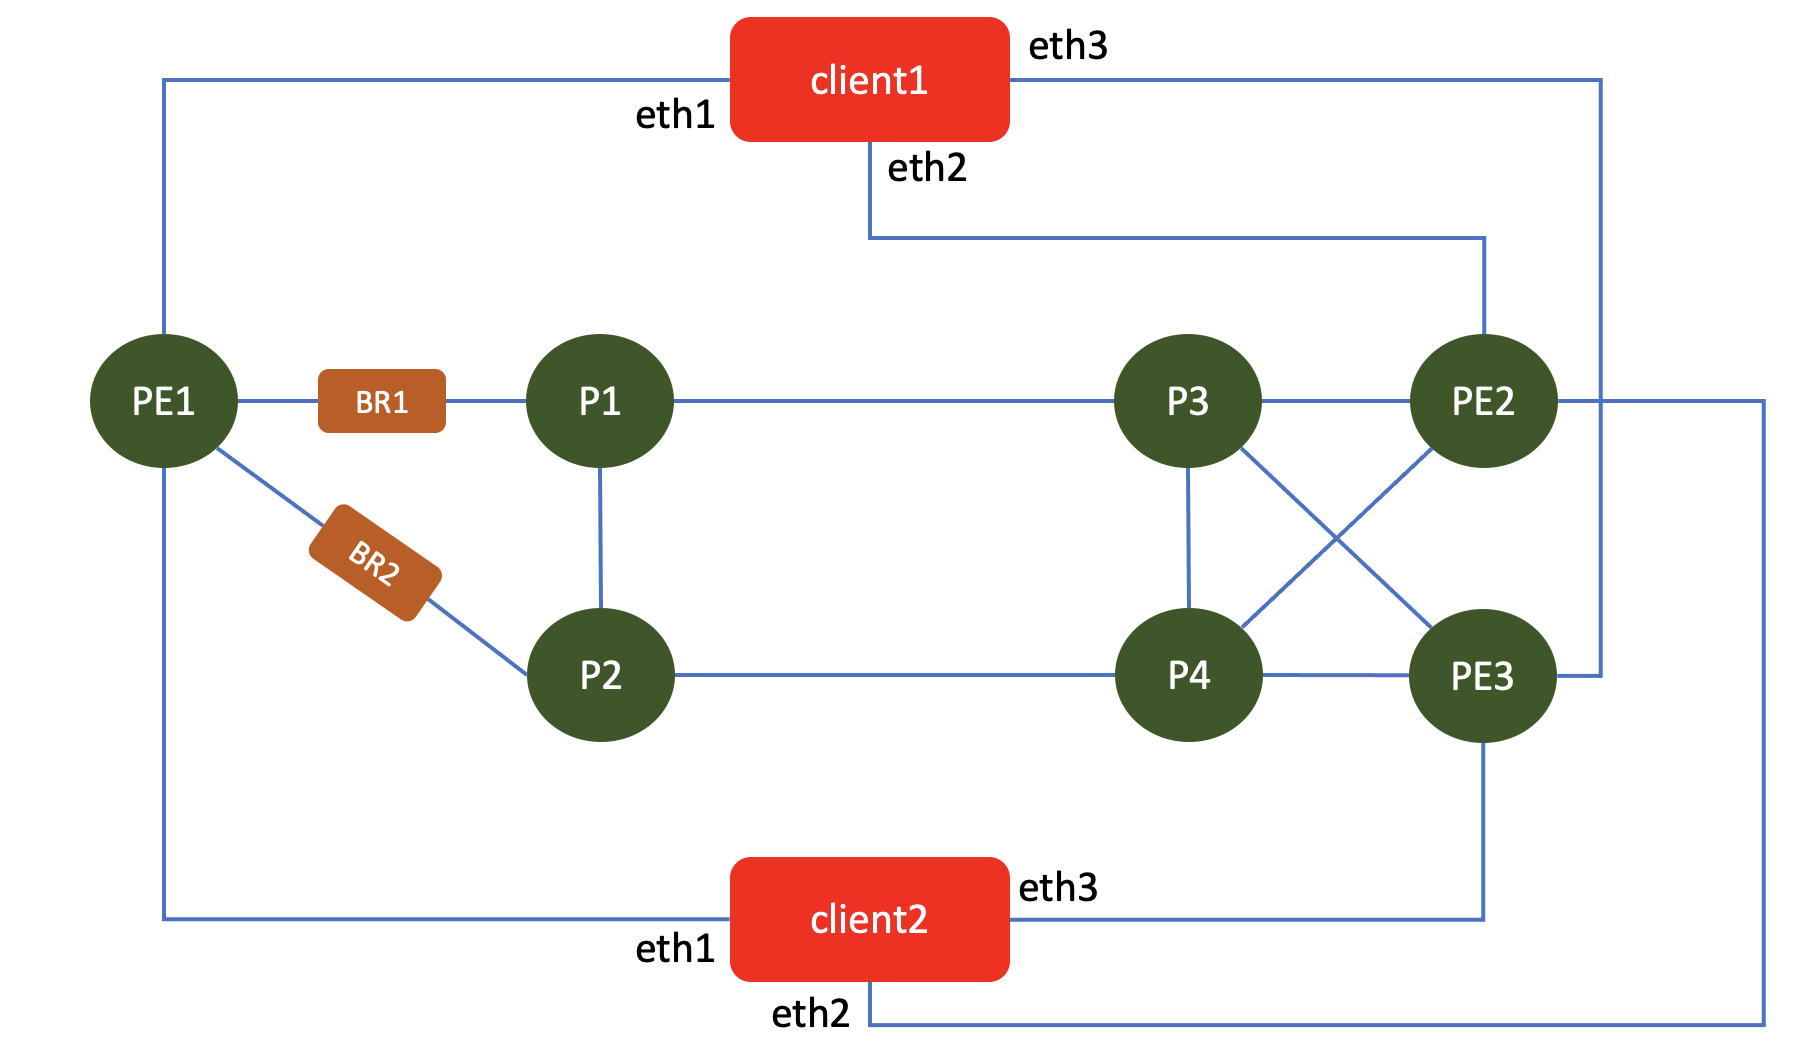 eth3
client1
eth1
eth2
PE1
BR1
P1
P3
PE2
BR2
P2
P4
PE3
eth3
client2
eth1
eth2